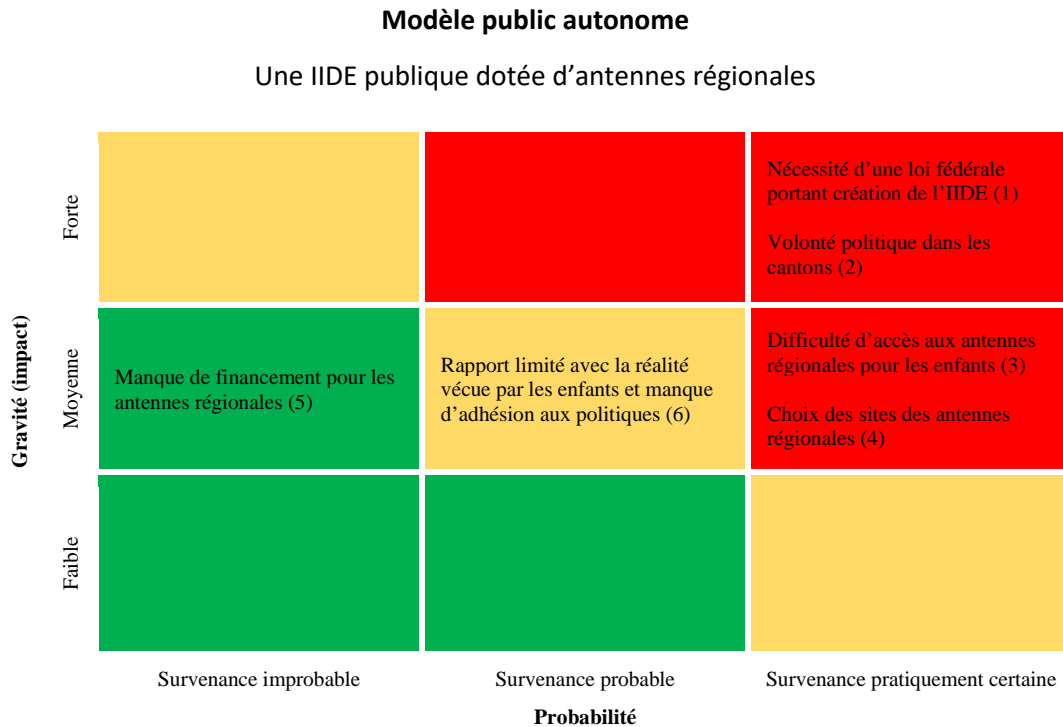 Modèle public autonome
Une IIDE publique dotée d’antennes régionales
Gravité (impact)
Forte
Nécessité d’une loi fédérale
portant création de l’IIDE (1)
Volonté politique dans les
cantons (2)
Moyenne
Manque de financement pour les
antennes régionales (5)
Rapport limité avec la réalité
vécue par les enfants et manque
d’adhésion aux politiques (6)
Difficulté d’accès aux antennes
régionales pour les enfants (3)
Choix des sites des antennes
régionales (4)
Faible
Survenance improbable
Survenance probable
Survenance pratiquement certaine
Probabilité